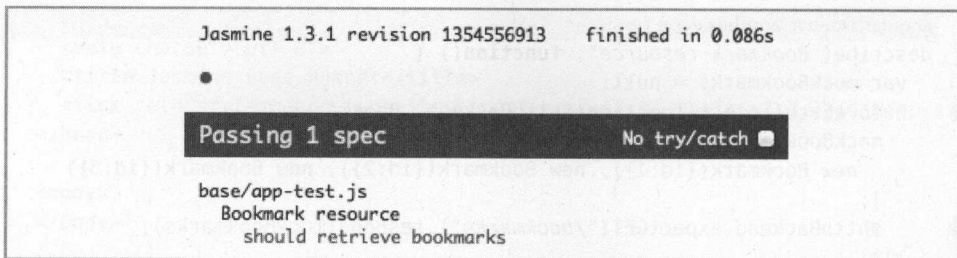 Jasmine 1.3.1 revision 1354556913 finished in 0.086s
Passing 1 spec No try/catch
base/app-test.js
Bookmark resource
should retrieve bookmarks